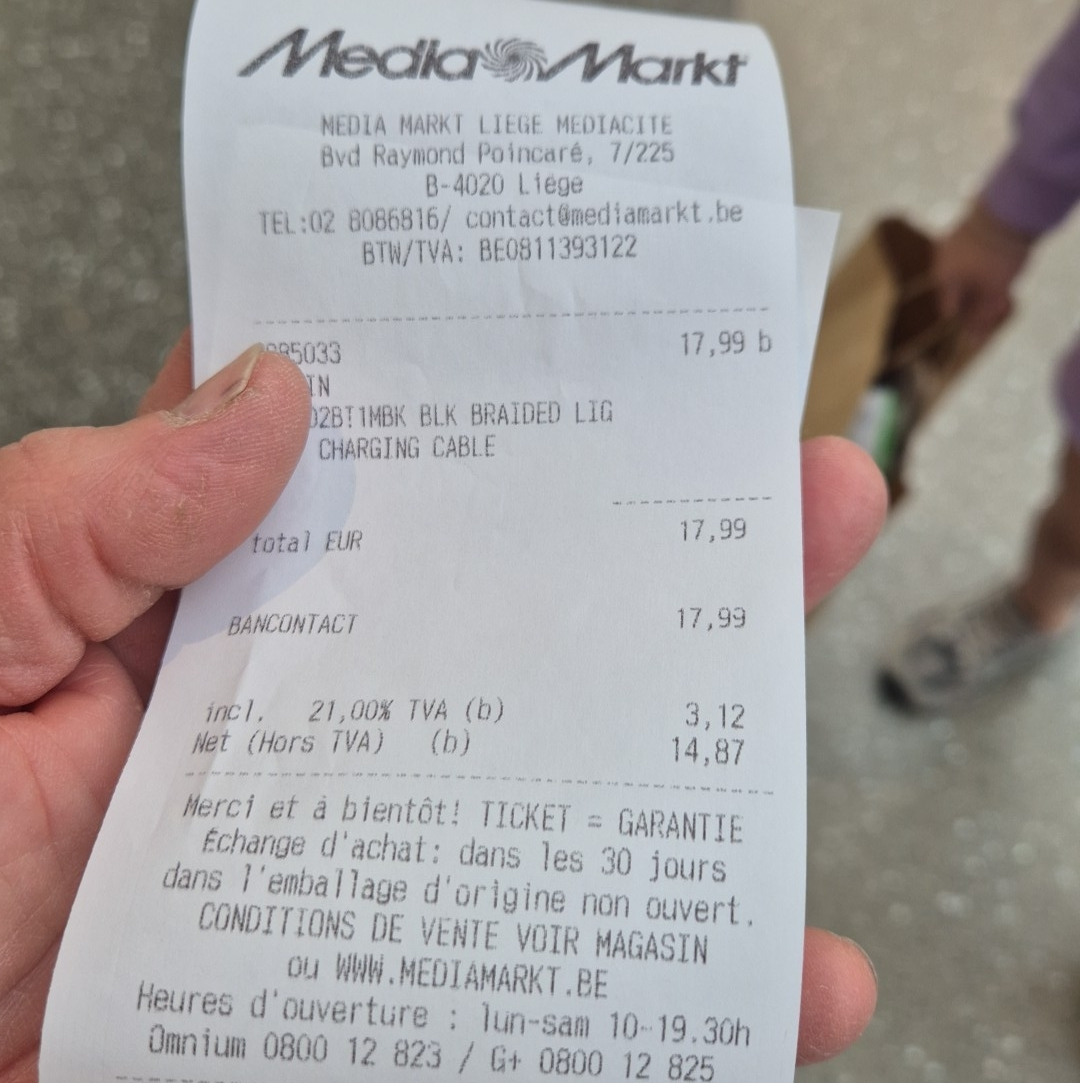 Media Markt
MEDIA MARKT LIEGE MEDIACITE
Bvd Raymond Poincaré, 7/225
B-4020 Liége
TEL:02 8086816/ contact@mediamarkt.be
BTW/TVA: BE0811393122
85033 17,99 b
IN
02BT1MBK BLK BRAIDED LIG
CHARGING CABLE
total EUR 17,99
BANCONTACT 17,99
incl. 21,00% TVA (b) 3,12
Net (Hors TVA) (b) 14,87
Merci et à bientôt! TICKET = GARANTIE
Échange d'achat: dans les 30 jours
dans l'emballage d'origine non ouvert.
CONDITIONS DE VENTE VOIR MAGASIN
ou WWW.MEDIAMARKT.BE
Heures d'ouverture : lun-sam 10-19.30h
Omnium 0800 12 823 / G+ 0800 12 825